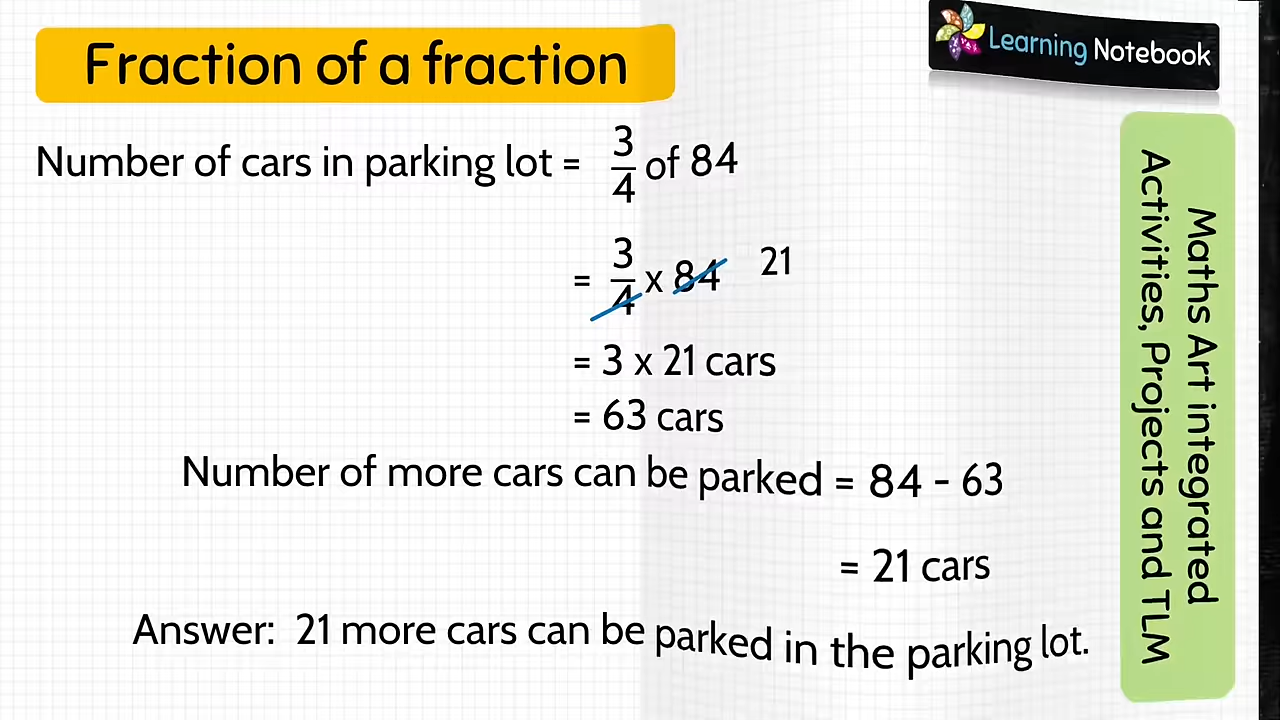 Fraction of a fraction
Learning Notebook
Number of cars in parking lot = 3/4 of 84
= 3/4 x 84 21
= 3 x 21 cars
= 63 cars
Number of more cars can be parked = 84 - 63
= 21 cars
Answer: 21 more cars can be parked in the parking lot.
Maths Art integrated
Activities, Projects and TLM